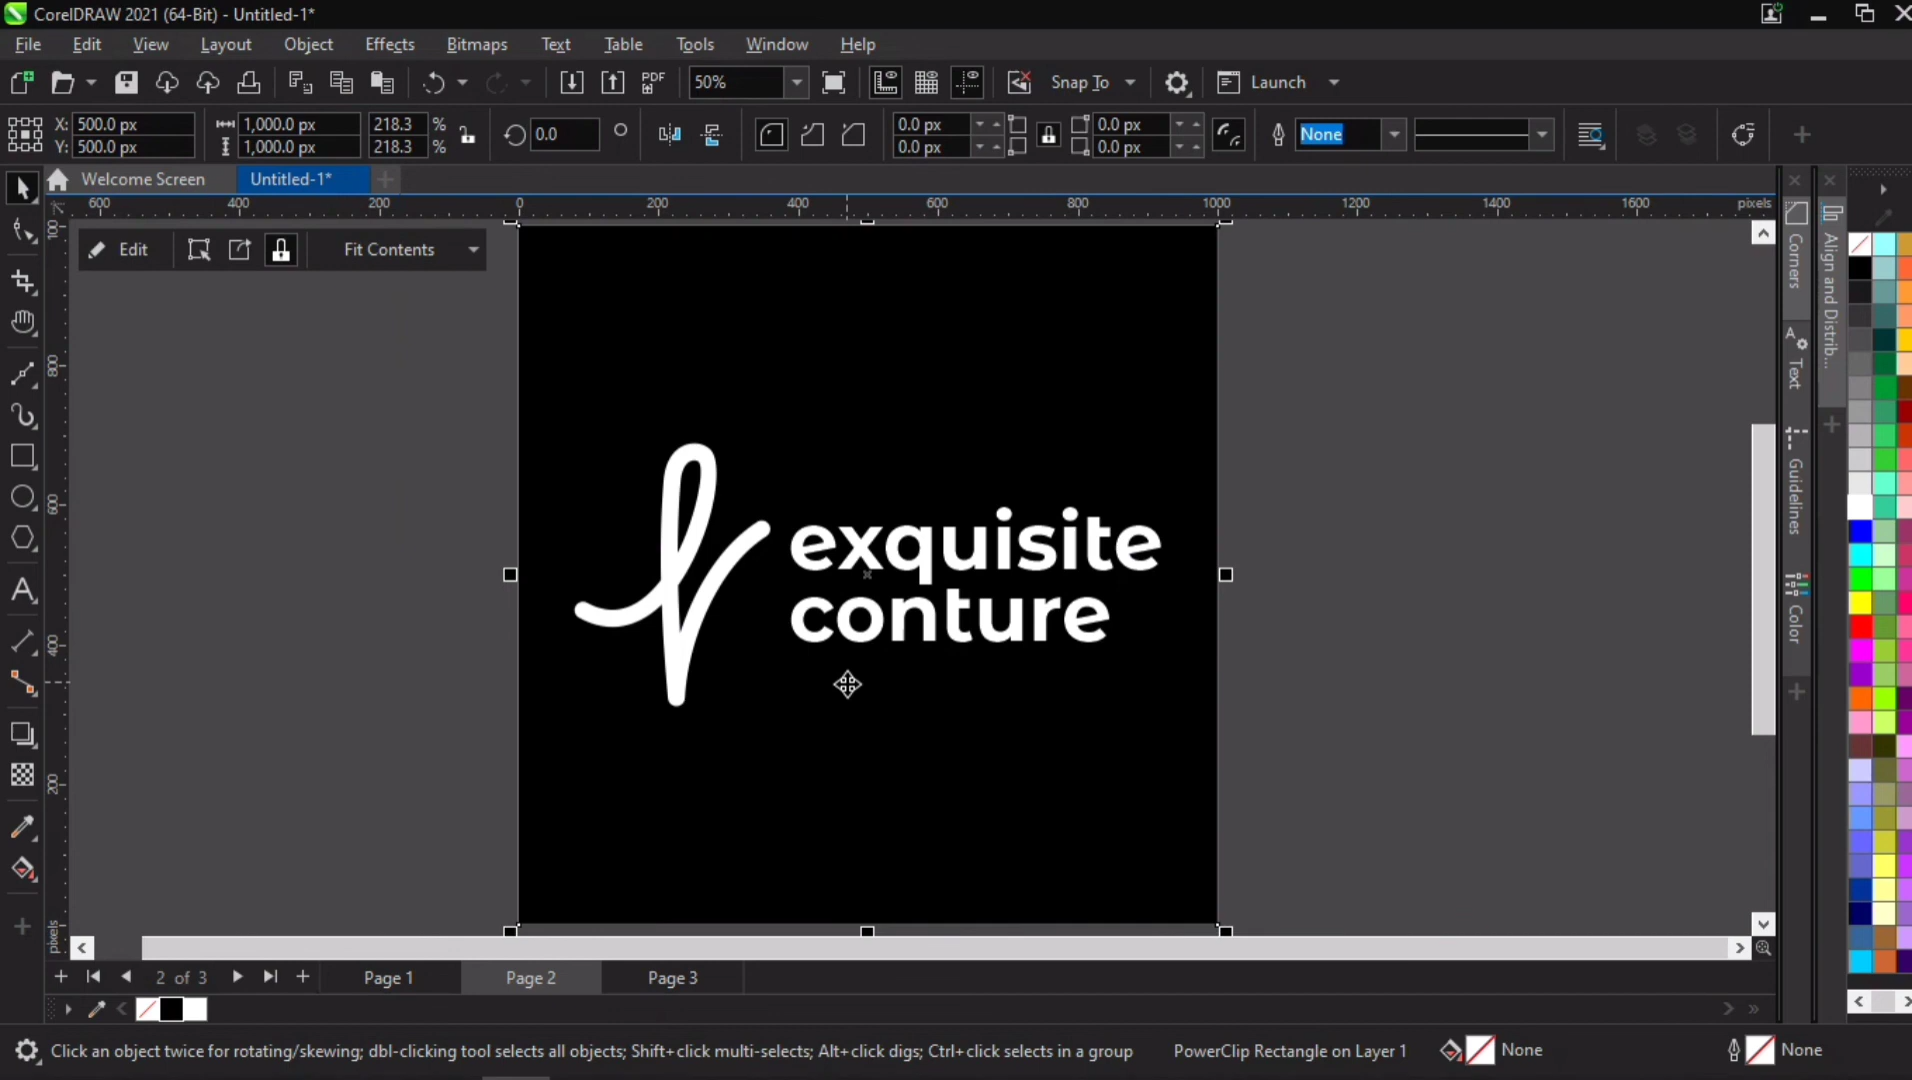 CorelDRAW 2021 (64-Bit) - Untitled-1*
File Edit View Layout Object Effects Bitmaps Text Table Tools Window Help
PDF 50% Snap To Launch
X: 500.0 px 1,000.0 px 218.3 % 0.0 0.0 px 0.0 px None
Y: 500.0 px 1,000.0 px 218.3 % 0.0 px 0.0 px
Welcome Screen Untitled-1*
600 400 200 0 200 400 600 800 1000 1200 1400 1600 pixels
Edit Fit Contents
800
600
400
200
pixels
exquisite
conture
Corners
Text
Guidelines
Color
Align and Distrib...
2 of 3 Page 1 Page 2 Page 3
Click an object twice for rotating/skewing; dbl-clicking tool selects all objects; Shift+click multi-selects; Alt+click digs; Ctrl+click selects in a group PowerClip Rectangle on Layer 1 None None